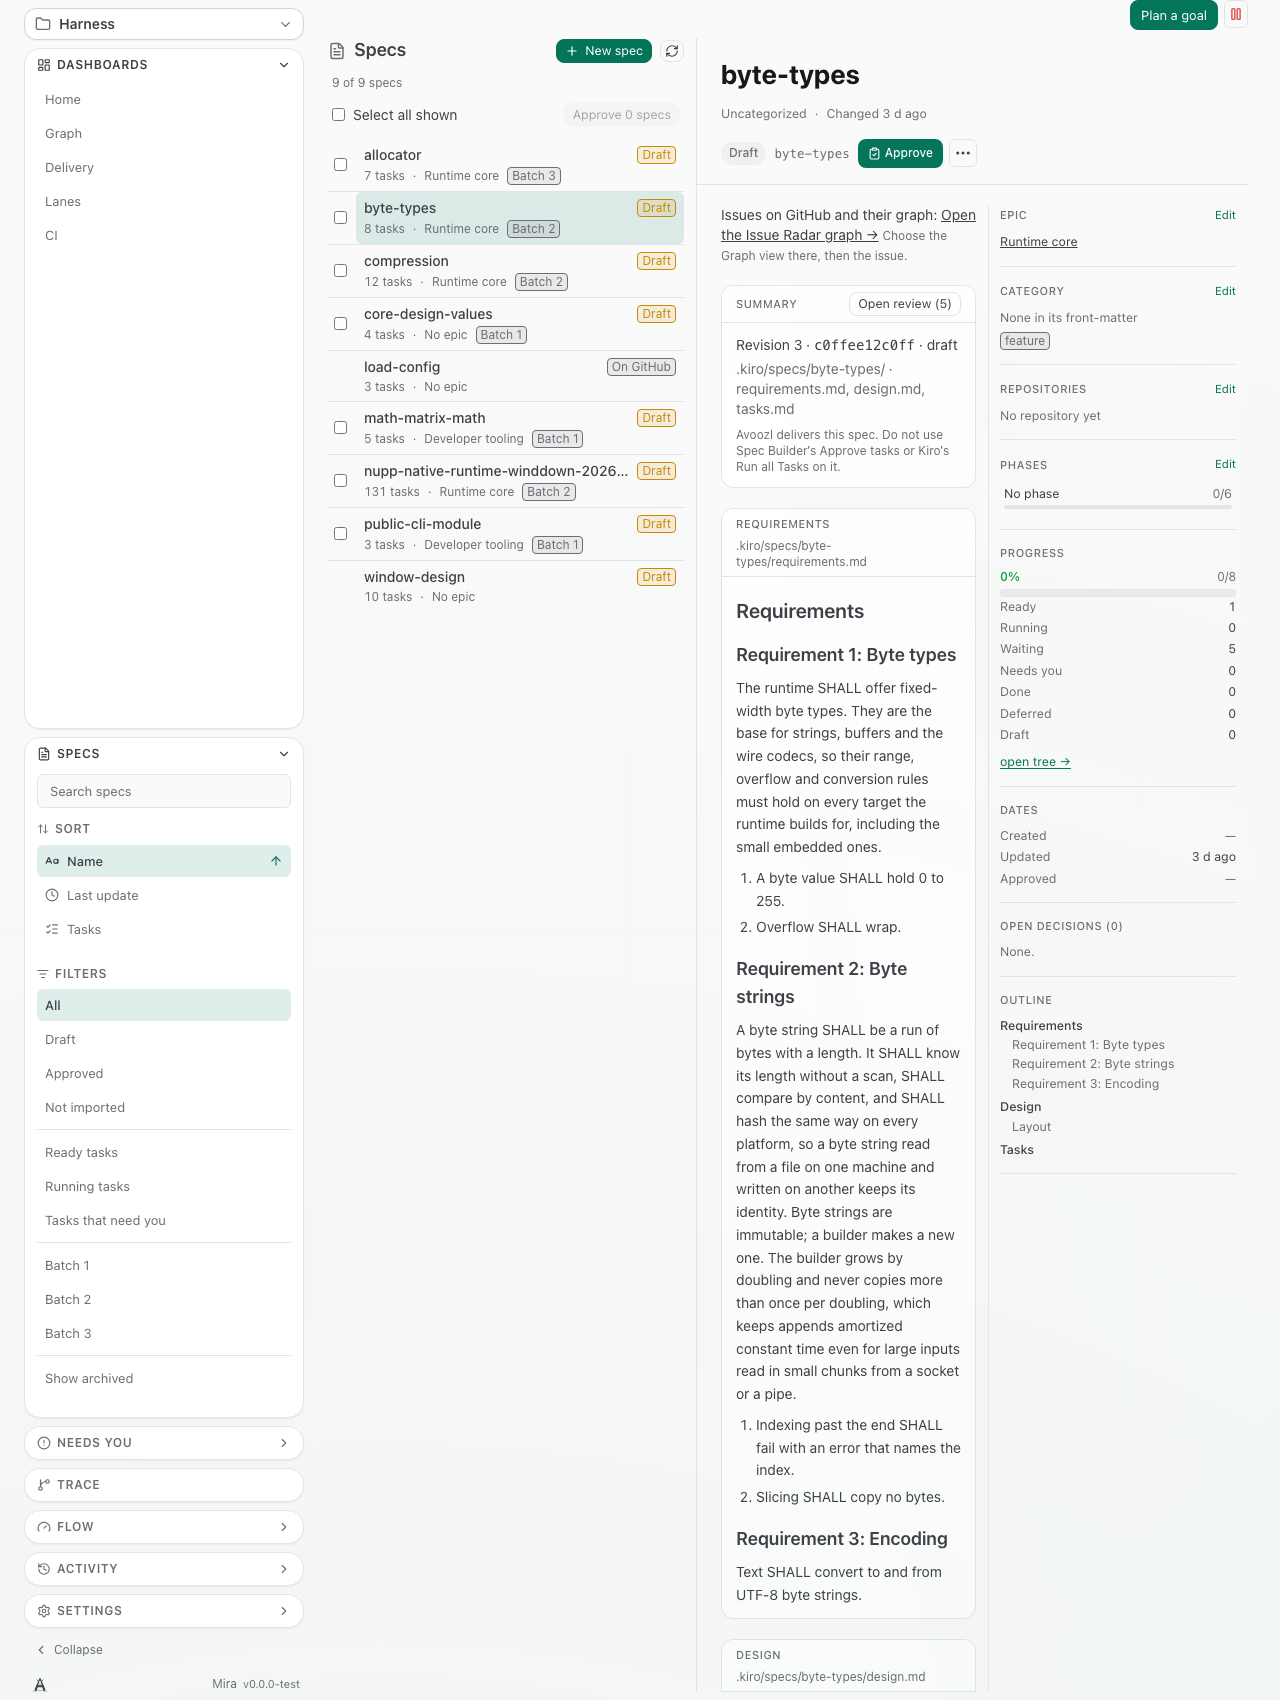 Harness
DASHBOARDS
Home
Graph
Delivery
Lanes
CI
SPECS
Search specs
SORT
Aa Name
Last update
Tasks
FILTERS
All
Draft
Approved
Not imported
Ready tasks
Running tasks
Tasks that need you
Batch 1
Batch 2
Batch 3
Show archived
NEEDS YOU
TRACE
FLOW
ACTIVITY
SETTINGS
Collapse
Mira v0.0.0-test
Plan a goal
Specs
New spec
9 of 9 specs
Select all shown
Approve 0 specs
allocator Draft
7 tasks · Runtime core Batch 3
byte-types Draft
8 tasks · Runtime core Batch 2
compression Draft
12 tasks · Runtime core Batch 2
core-design-values Draft
4 tasks · No epic Batch 1
load-config On GitHub
3 tasks · No epic
math-matrix-math Draft
5 tasks · Developer tooling Batch 1
nupp-native-runtime-winddown-2026... Draft
131 tasks · Runtime core Batch 2
public-cli-module Draft
3 tasks · Developer tooling Batch 1
window-design Draft
10 tasks · No epic
byte-types
Uncategorized · Changed 3 d ago
Draft byte-types Approve
Issues on GitHub and their graph: Open
the Issue Radar graph → Choose the
Graph view there, then the issue.
SUMMARY Open review (5)
Revision 3 · c0ffee12c0ff · draft
.kiro/specs/byte-types/ ·
requirements.md, design.md,
tasks.md
Avoozl delivers this spec. Do not use
Spec Builder's Approve tasks or Kiro's
Run all Tasks on it.
REQUIREMENTS
.kiro/specs/byte-
types/requirements.md
Requirements
Requirement 1: Byte types
The runtime SHALL offer fixed-
width byte types. They are the
base for strings, buffers and the
wire codecs, so their range,
overflow and conversion rules
must hold on every target the
runtime builds for, including the
small embedded ones.
1. A byte value SHALL hold 0 to
255.
2. Overflow SHALL wrap.
Requirement 2: Byte
strings
A byte string SHALL be a run of
bytes with a length. It SHALL know
its length without a scan, SHALL
compare by content, and SHALL
hash the same way on every
platform, so a byte string read
from a file on one machine and
written on another keeps its
identity. Byte strings are
immutable; a builder makes a new
one. The builder grows by
doubling and never copies more
than once per doubling, which
keeps appends amortized
constant time even for large inputs
read in small chunks from a socket
or a pipe.
1. Indexing past the end SHALL
fail with an error that names the
index.
2. Slicing SHALL copy no bytes.
Requirement 3: Encoding
Text SHALL convert to and from
UTF-8 byte strings.
DESIGN
.kiro/specs/byte-types/design.md
EPIC Edit
Runtime core
CATEGORY Edit
None in its front-matter
feature
REPOSITORIES Edit
No repository yet
PHASES Edit
No phase 0/6
PROGRESS
0% 0/8
Ready 1
Running 0
Waiting 5
Needs you 0
Done 0
Deferred 0
Draft 0
open tree →
DATES
Created —
Updated 3 d ago
Approved —
OPEN DECISIONS (0)
None.
OUTLINE
Requirements
Requirement 1: Byte types
Requirement 2: Byte strings
Requirement 3: Encoding
Design
Layout
Tasks